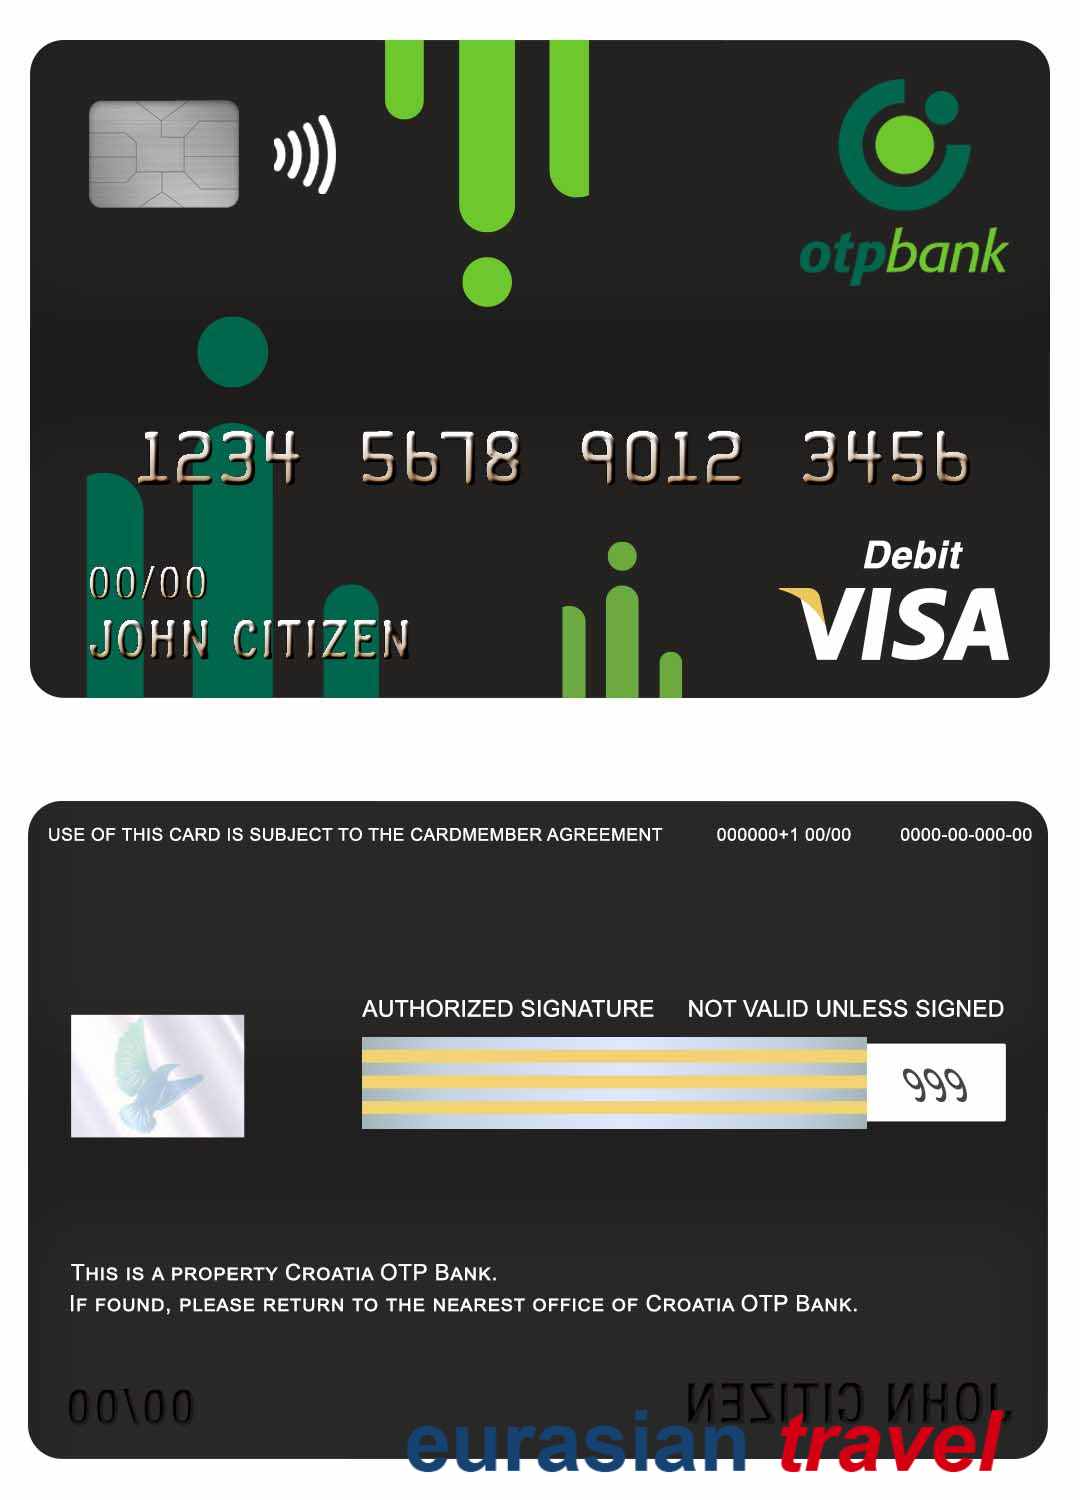 otpbank
1234 5678 9012 3456
Debit
00/00
VISA
JOHN CITIZEN
USE OF THIS CARD IS SUBJECT TO THE CARDMEMBER AGREEMENT 000000+1 00/00 0000-00-000-00
AUTHORIZED SIGNATURE NOT VALID UNLESS SIGNED
999
THIS IS A PROPERTY CROATIA OTP BANK.
IF FOUND, PLEASE RETURN TO THE NEAREST OFFICE OF CROATIA OTP BANK.
00/00 JOHN CITIZEN
eurasian travel